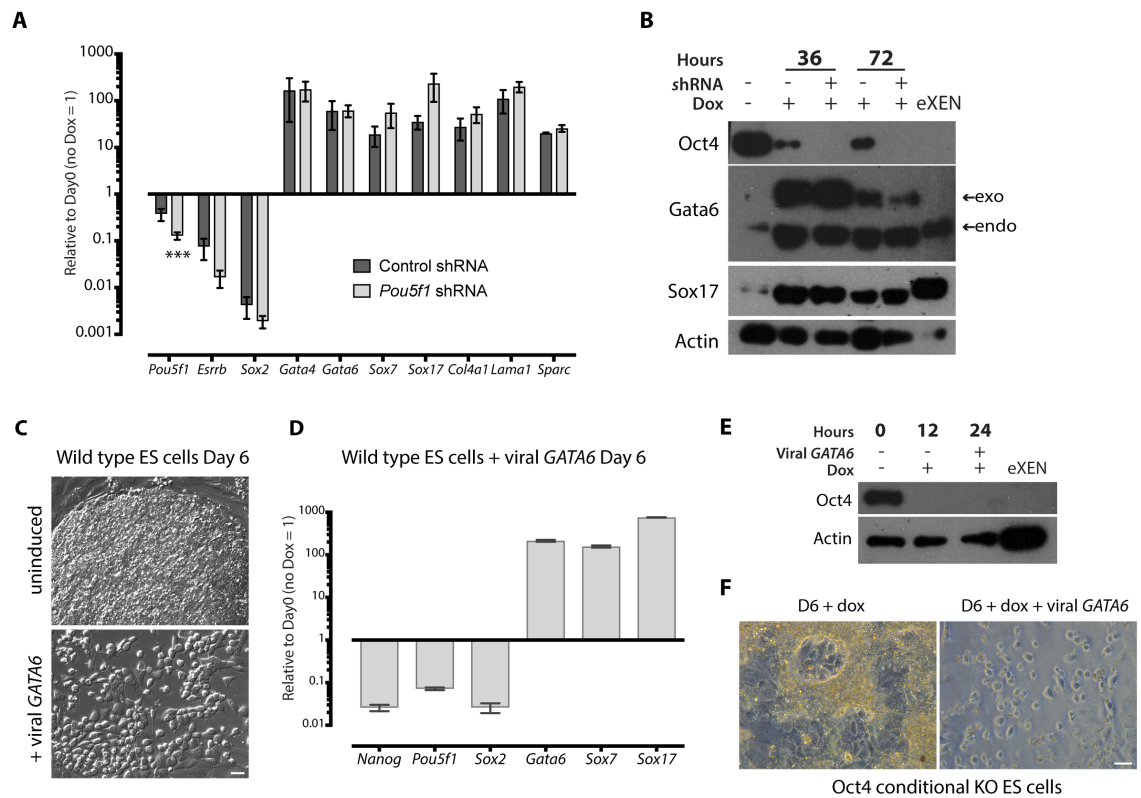 A
1000
100
10
1
0.1
0.01
0.001
Relative to Day0 (no Dox = 1)
***
Control shRNA
Pou5f1 shRNA
Pou5f1 Esrrb Sox2 Gata4 Gata6 Sox7 Sox17 Col4a1 Lama1 Sparc
B
Hours 36 72
shRNA - - + - +
Dox - + + + + eXEN
Oct4
Gata6
←exo
←endo
Sox17
Actin
C
Wild type ES cells Day 6
uninduced
+ viral GATA6
D
Wild type ES cells + viral GATA6 Day 6
1000
100
10
1
0.1
0.01
Relative to Day0 (no Dox = 1)
Nanog Pou5f1 Sox2 Gata6 Sox7 Sox17
E
Hours 0 12 24
Viral GATA6 - - +
Dox - + + eXEN
Oct4
Actin
F
D6 + dox D6 + dox + viral GATA6
Oct4 conditional KO ES cells